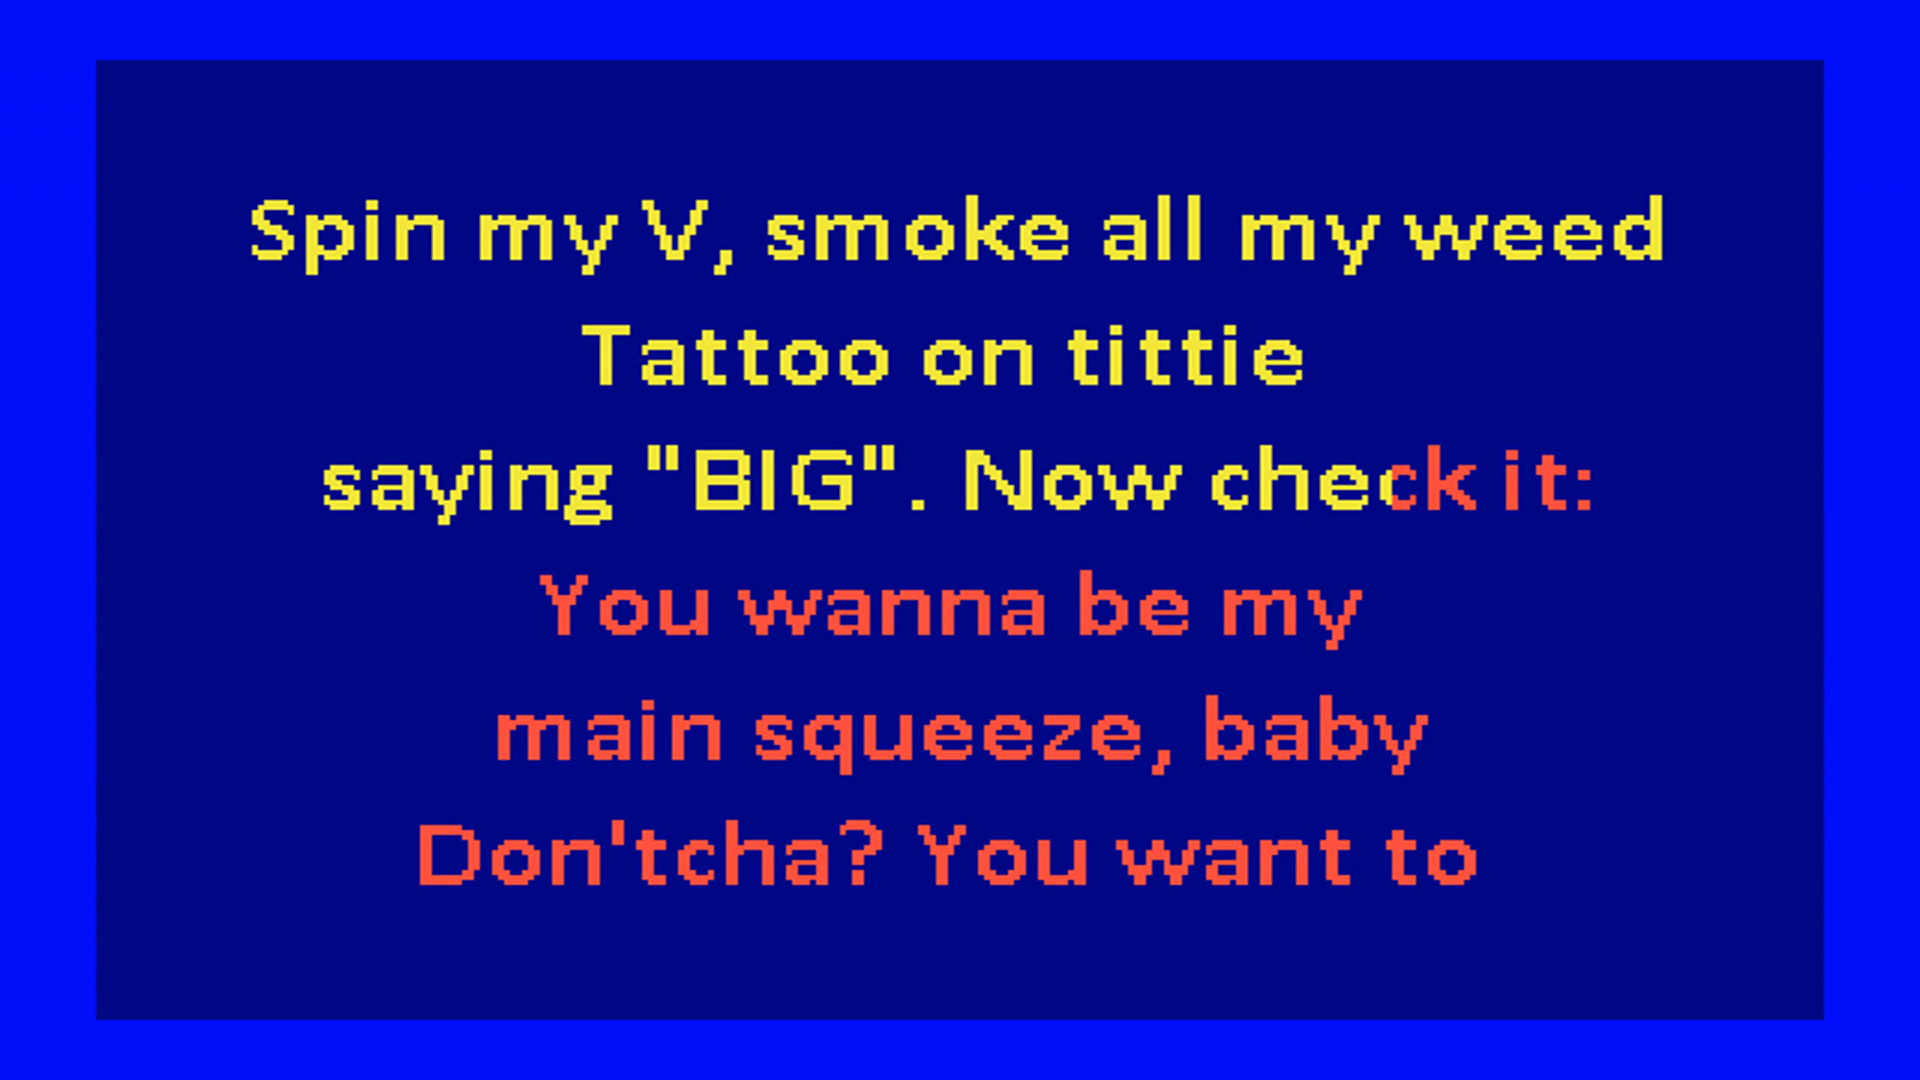 Spin my V, smoke all my weed
Tattoo on tittie
saying "BIG". Now check it:
You wanna be my
main squeeze, baby
Don'tcha? You want to